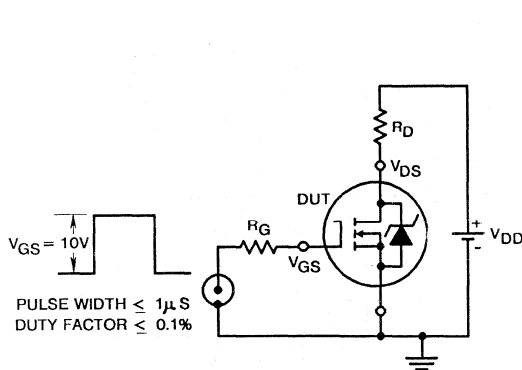 R_D
V_DS
DUT
R_G
V_GS
V_GS = 10V
+
V_DD
-
PULSE WIDTH ≤ 1μS
DUTY FACTOR ≤ 0.1%